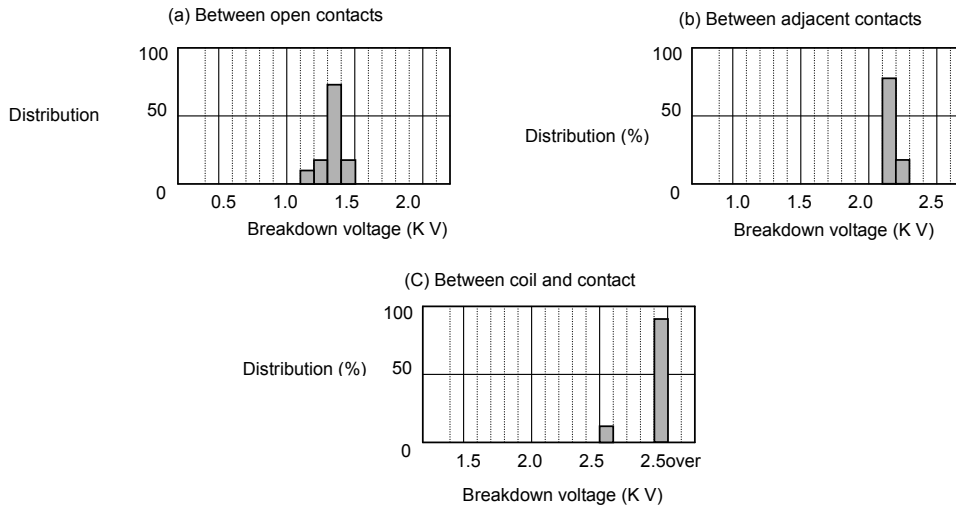 (a) Between open contacts
100
Distribution
50
0
0.5 1.0 1.5 2.0
Breakdown voltage (K V)
(b) Between adjacent contacts
100
50
Distribution (%)
0
1.0 1.5 2.0 2.5
Breakdown voltage (K V)
(C) Between coil and contact
100
50
Distribution (%)
0
1.5 2.0 2.5 2.5over
Breakdown voltage (K V)